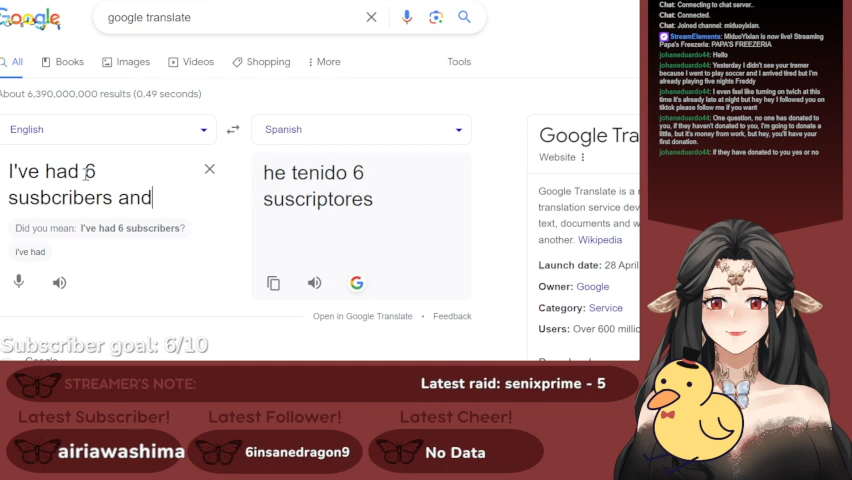 Google
google translate
All
Books
Images
Videos
Shopping
More
Tools
About 6,390,000,000 results (0.49 seconds)
English
Spanish
I've had 6
susbcribers and
he tenido 6
suscriptores
Did you mean: I've had 6 subscribers?
I've had
Open in Google Translate • Feedback
Google
Google Tra
Website
Google Translate is a
translation service dev
text, documents and w
another. Wikipedia
Launch date: 28 April
Owner: Google
Category: Service
Users: Over 600 millio
Subscriber goal: 6/10
STREAMER'S NOTE:
Latest raid: senixprime - 5
Latest Subscriber!
Latest Follower!
Latest Cheer!
airiawashima
6insanedragon9
No Data
Chat: Connecting to chat server..
Chat: Connected.
Chat: Joined channel: miduoyixian.
StreamElements: MiduoYixian is now live! Streaming
Papa's Freezeria: PAPA'S FREEZERIA
johaneduardo44: Hello
johaneduardo44: Yesterday I didn't see your tremer
because I went to play soccer and I arrived tired but I'm
already playing five nights Freddy
johaneduardo44: I even feel like turning on twitch at this
time it's already late at night but hey hey I followed you on
tiktok please follow me if you want
johaneduardo44: One question, no one has donated to
you, if they haven't donated to you, I'm going to donate a
little, but it's money from work, but hey, you'll have your
first donation.
johaneduardo44: if they have donated to you yes or no